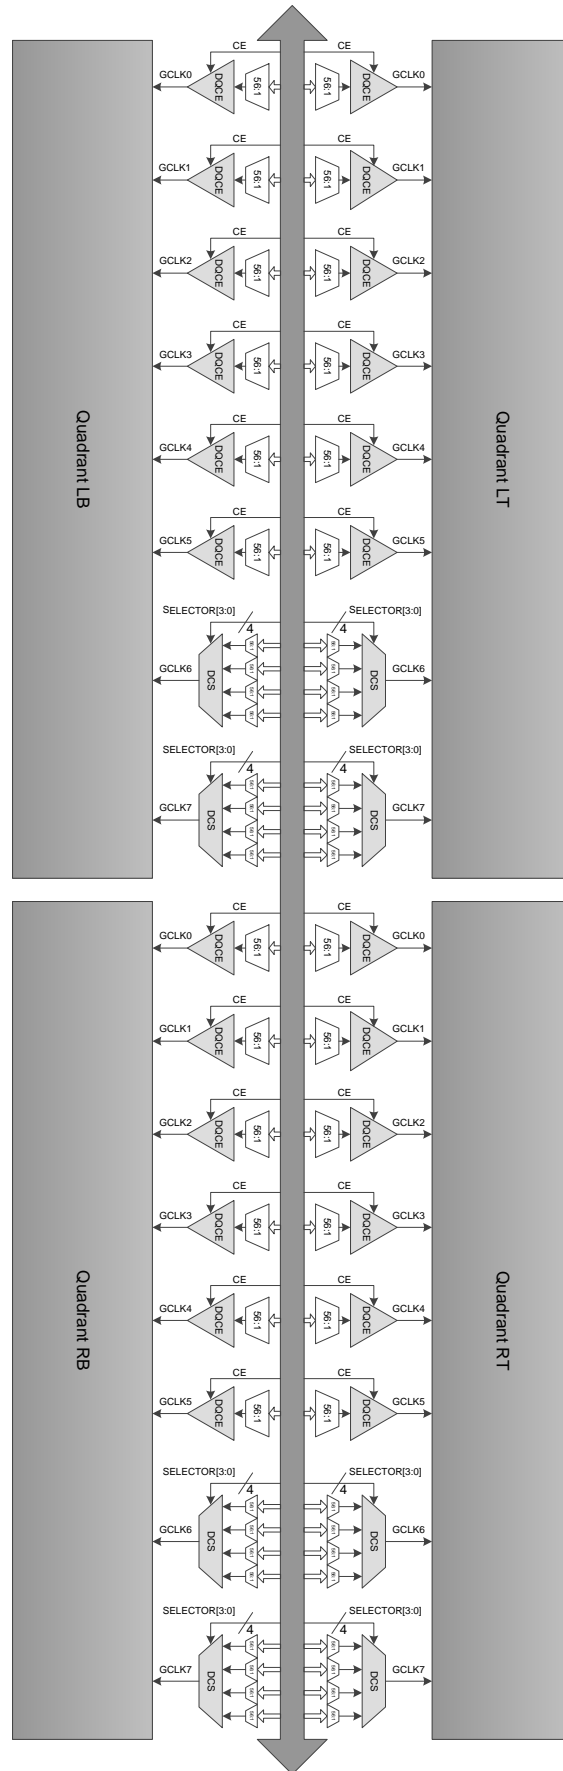 CE CE
GCLK0 DQCE 56:1 56:1 DQCE GCLK0
CE CE
GCLK1 DQCE 56:1 56:1 DQCE GCLK1
CE CE
GCLK2 DQCE 56:1 56:1 DQCE GCLK2
CE CE
GCLK3 DQCE 56:1 56:1 DQCE GCLK3
CE CE
GCLK4 DQCE 56:1 56:1 DQCE GCLK4
Quadrant LB
Quadrant LT
CE CE
GCLK5 DQCE 56:1 56:1 DQCE GCLK5
SELECTOR[3:0] SELECTOR[3:0]
4 4
GCLK6 DCS DCS GCLK6
SELECTOR[3:0] SELECTOR[3:0]
4 4
GCLK7 DCS DCS GCLK7
CE CE
GCLK0 DQCE 56:1 56:1 DQCE GCLK0
CE CE
GCLK1 DQCE 56:1 56:1 DQCE GCLK1
CE CE
GCLK2 DQCE 56:1 56:1 DQCE GCLK2
CE CE
GCLK3 DQCE 56:1 56:1 DQCE GCLK3
CE CE
GCLK4 DQCE 56:1 56:1 DQCE GCLK4
Quadrant RB
Quadrant RT
CE CE
GCLK5 DQCE 56:1 56:1 DQCE GCLK5
SELECTOR[3:0] SELECTOR[3:0]
4 4
GCLK6 DCS DCS GCLK6
SELECTOR[3:0] SELECTOR[3:0]
4 4
GCLK7 DCS DCS GCLK7